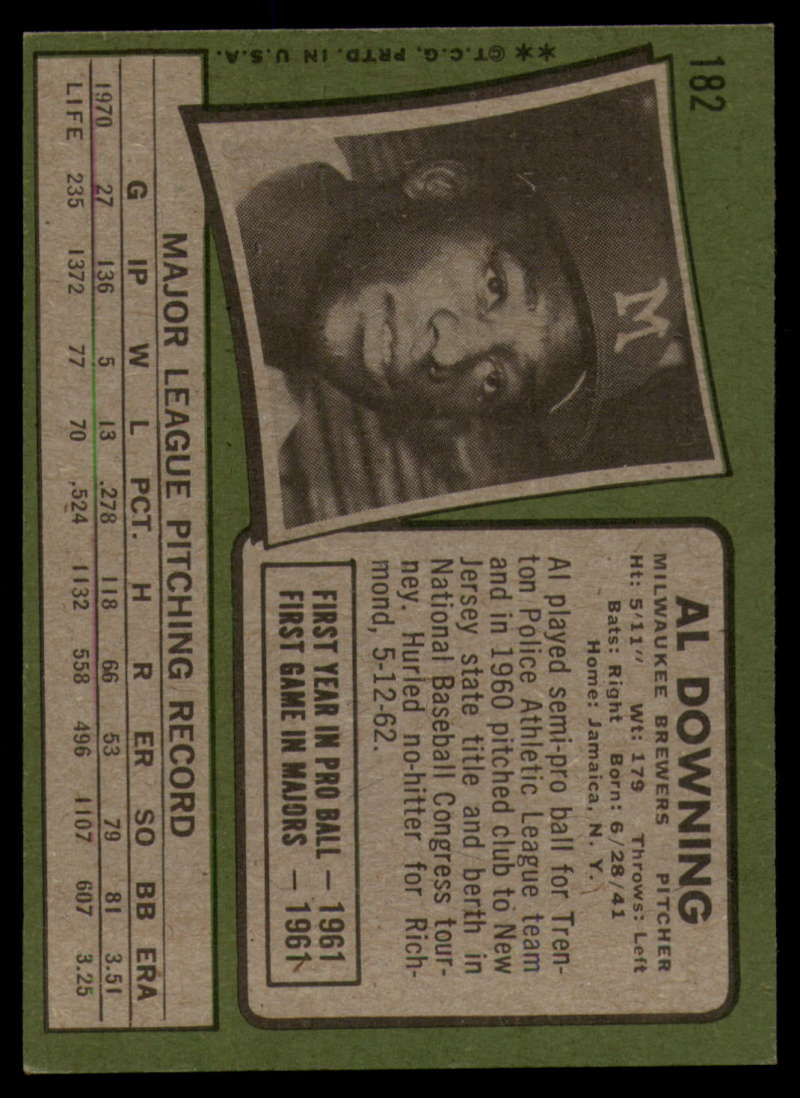 182
M
AL DOWNING
MILWAUKEE BREWERS PITCHER
Ht: 5'11" Wt: 179 Throws: Left
Bats: Right Born: 6/28/41
Home: Jamaica, N. Y.
Al played semi-pro ball for Tren-
ton Police Athletic League team
and in 1960 pitched club to New
Jersey state title and berth in
National Baseball Congress tour-
ney. Hurled no-hitter for Rich-
mond, 5-12-62.
FIRST YEAR IN PRO BALL — 1961
FIRST GAME IN MAJORS — 1961
MAJOR LEAGUE PITCHING RECORD
G IP W L PCT. H R ER SO BB ERA
1970 27 136 5 13 .278 118 66 53 79 81 3.51
LIFE 235 1372 77 70 .524 1132 558 496 1107 607 3.25
**©T.C.G. PRTD. IN U.S.A.